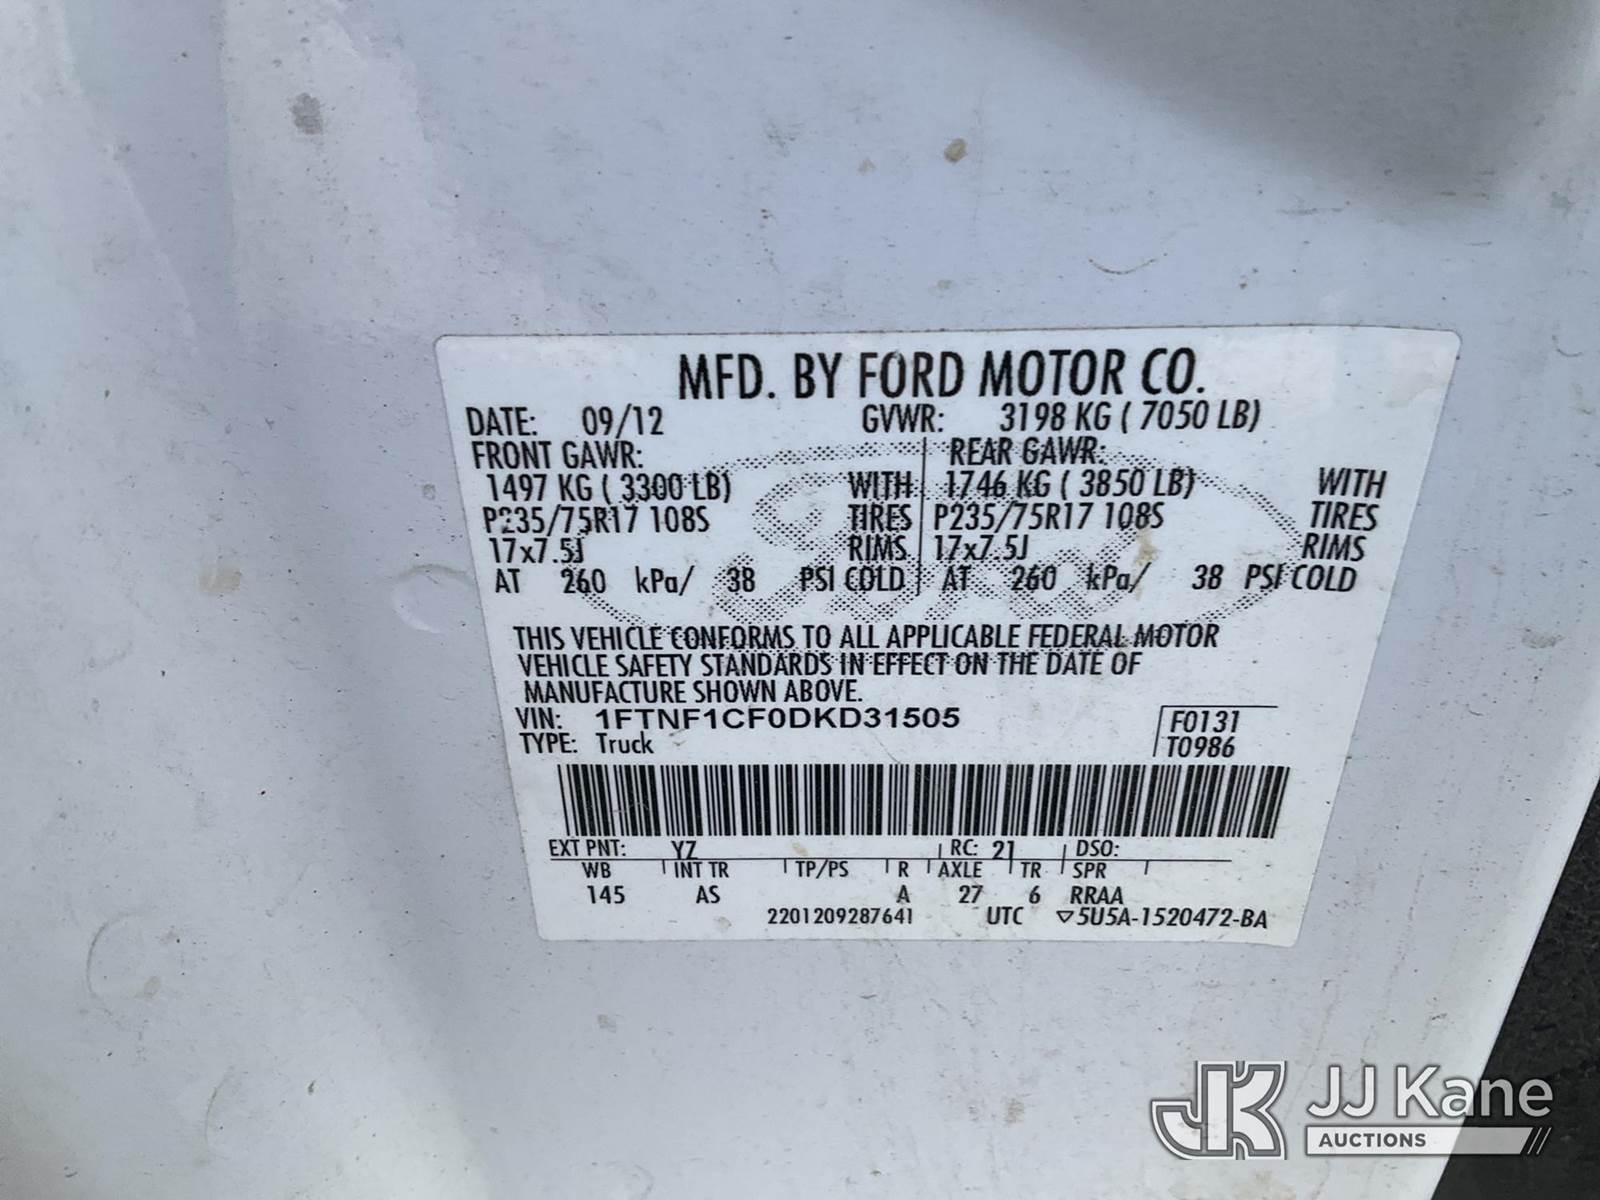 MFD. BY FORD MOTOR CO.
DATE: 09/12 GVWR: 3198 KG ( 7050 LB)
FRONT GAWR: REAR GAWR:
1497 KG ( 3300 LB) WITH 1746 KG ( 3850 LB) WITH
P235/75R17 108S TIRES P235/75R17 108S TIRES
17x7.5J RIMS 17x7.5J RIMS
AT 260 kPa/ 38 PSI COLD AT 260 kPa/ 38 PSI COLD
THIS VEHICLE CONFORMS TO ALL APPLICABLE FEDERAL MOTOR
VEHICLE SAFETY STANDARDS IN EFFECT ON THE DATE OF
MANUFACTURE SHOWN ABOVE.
VIN: 1FTNF1CF0DKD31505 F0131
TYPE: Truck T0986
EXT PNT: YZ RC: 21 DSO:
WB INT TR TP/PS R AXLE TR SPR
145 AS A 27 6 RRAA
2201209287641 UTC ▽5U5A-1520472-BA
JK JJ Kane
AUCTIONS